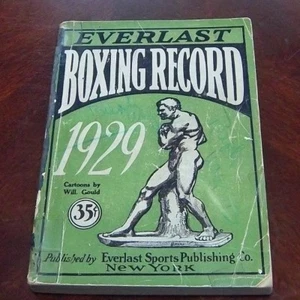 EVERLAST
BOXING RECORD
1929
Cartoons by
Will. Gould
35¢
Published by Everlast Sports Publishing Co.
NEW YORK